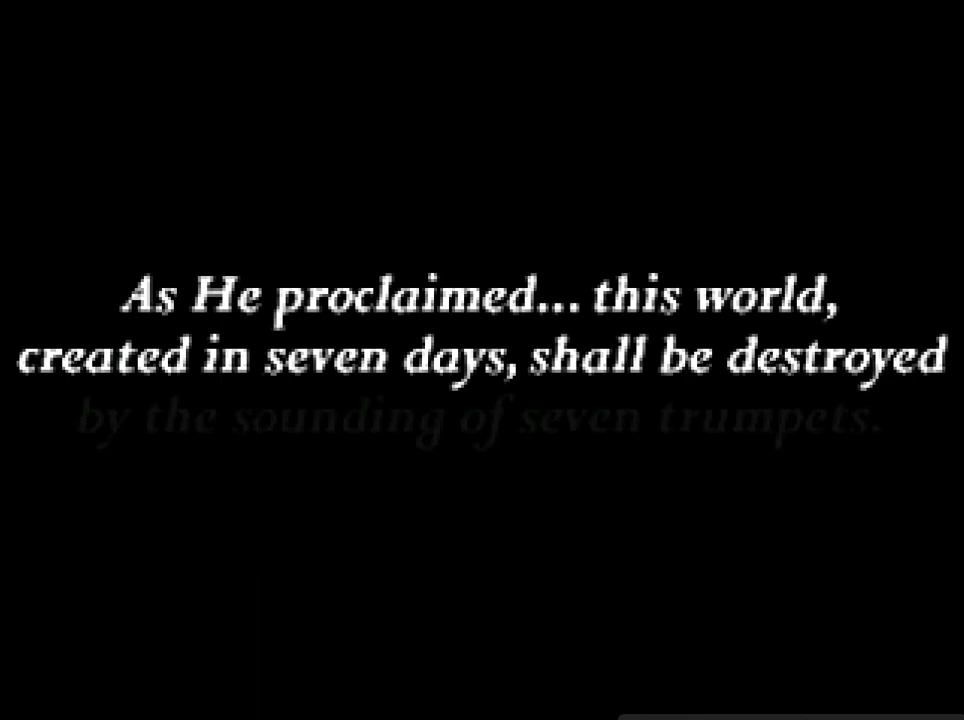 As He proclaimed... this world,
created in seven days, shall be destroyed
by the sounding of seven trumpets.